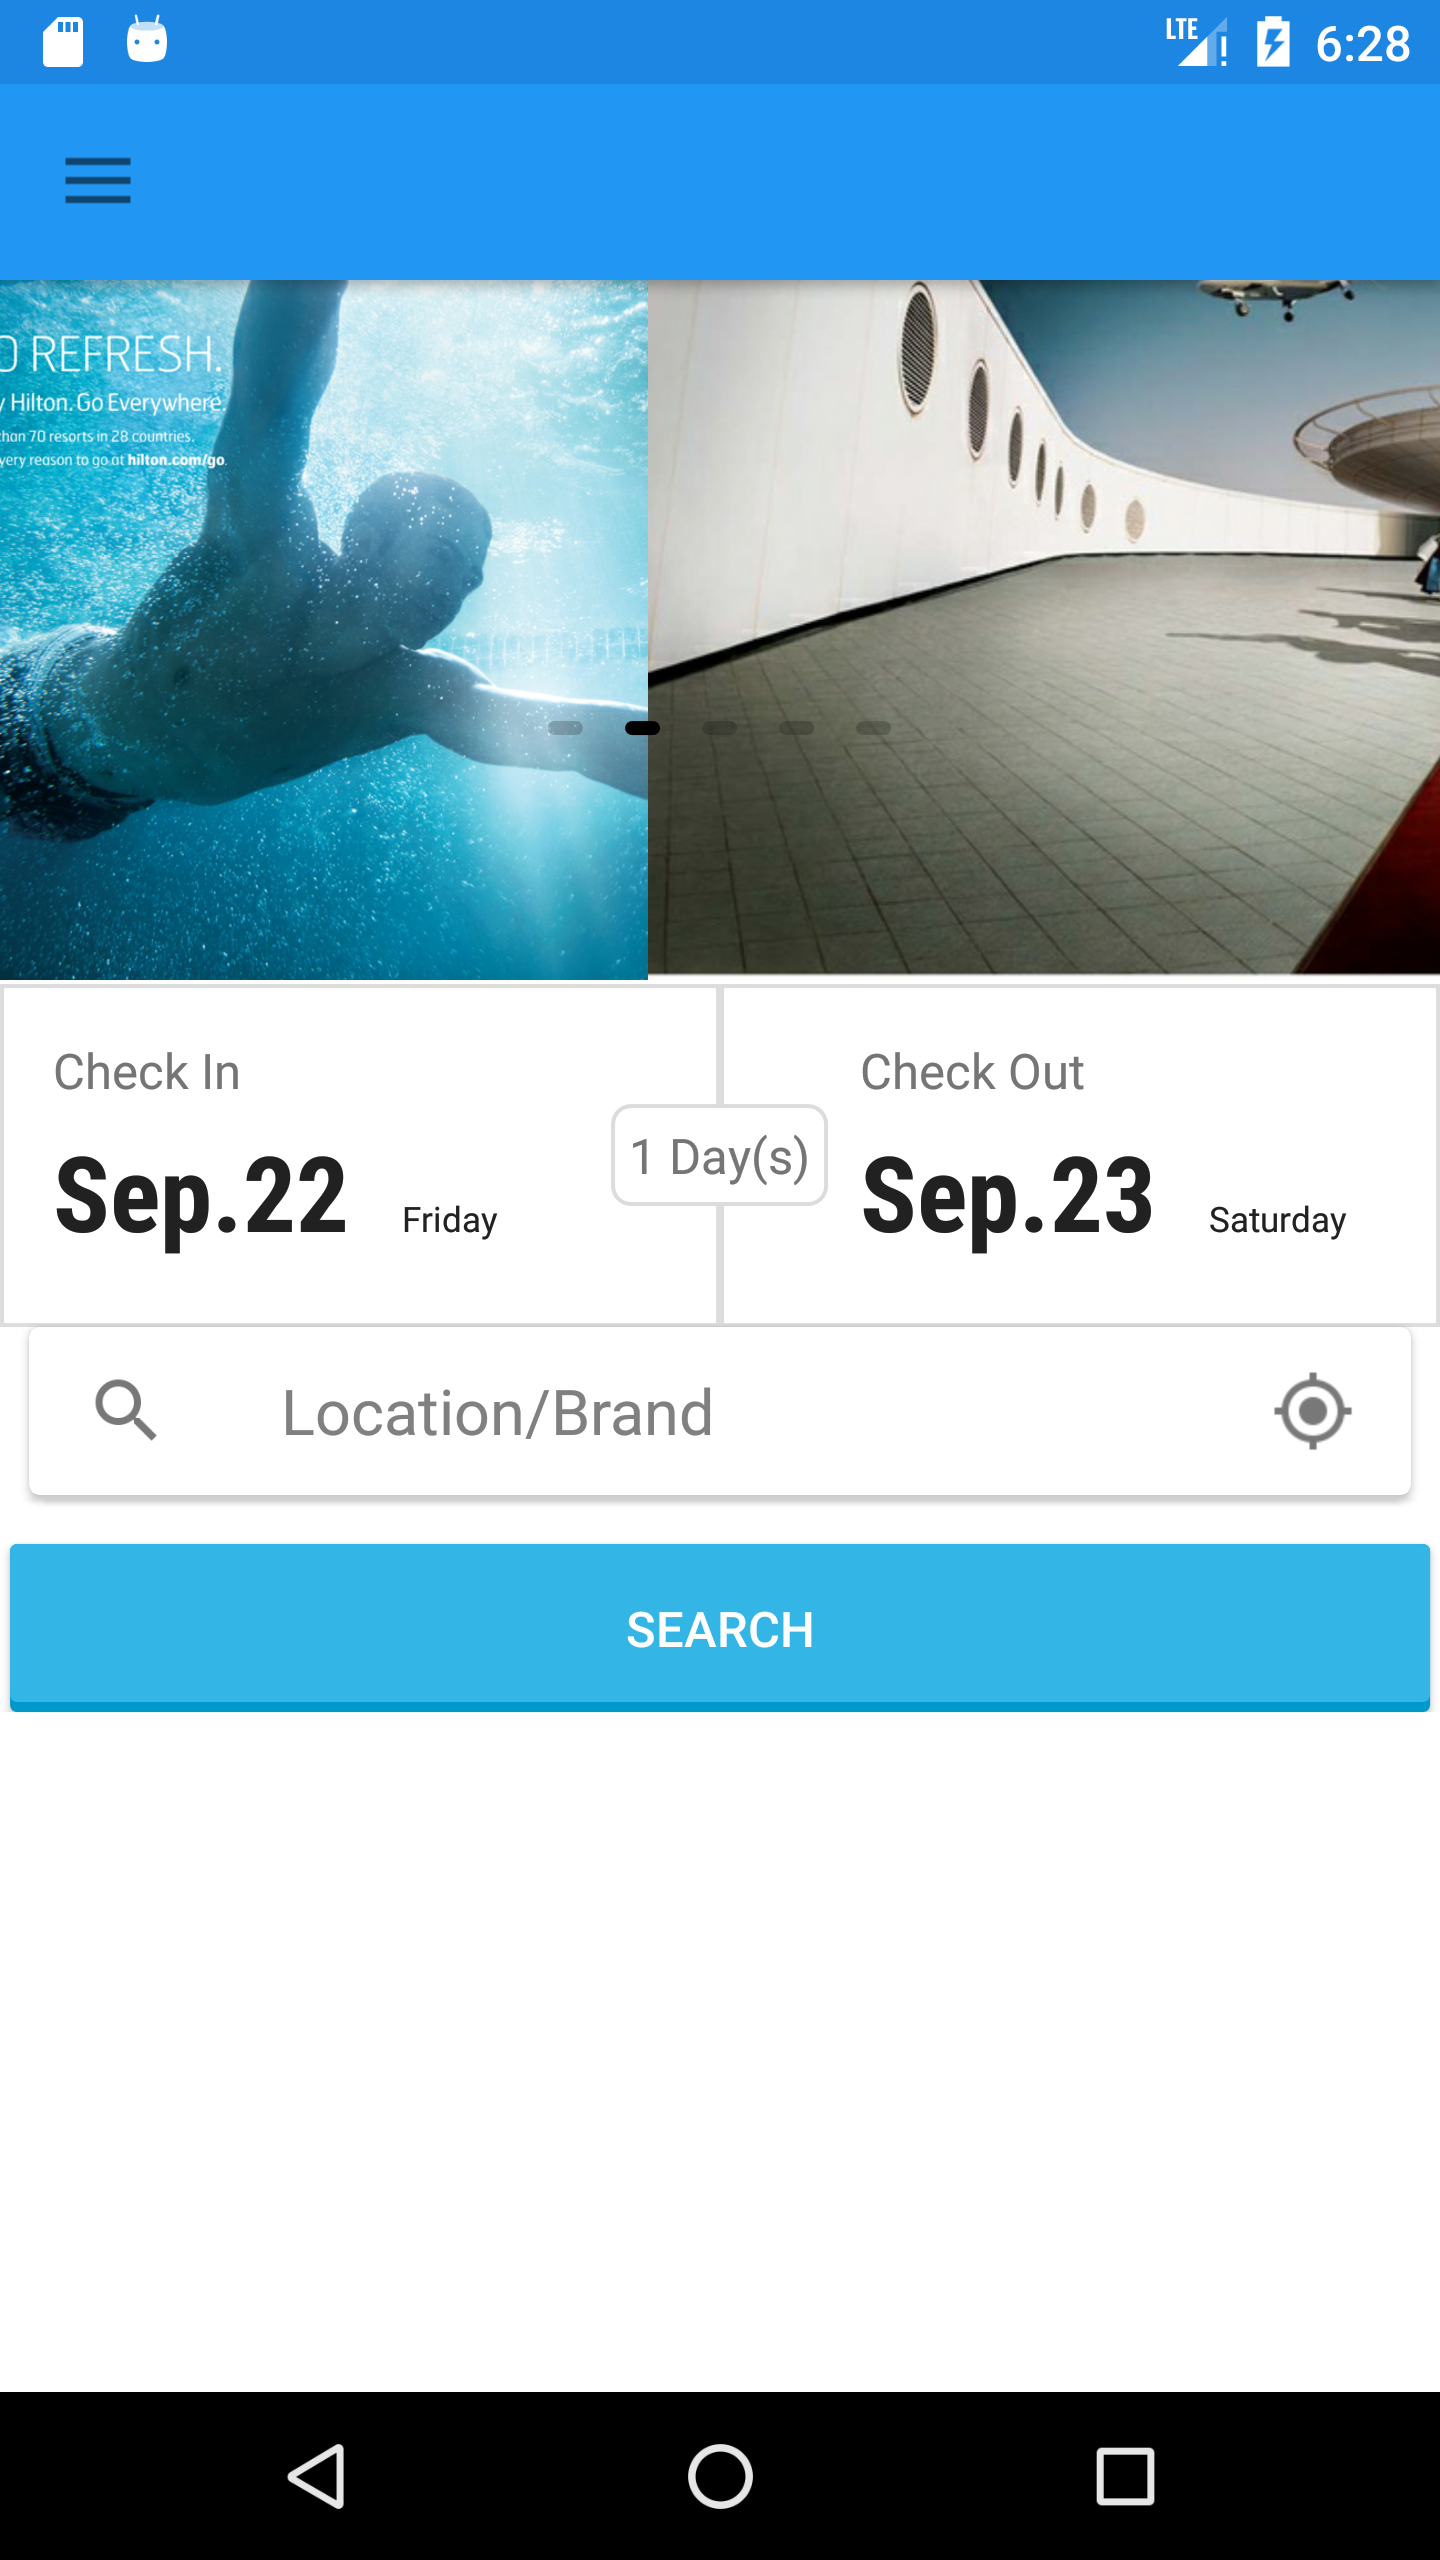 LTE 6:28
REFRESH.
Hilton. Go Everywhere.
than 70 resorts in 28 countries.
very reason to go at hilton.com/go.
Check In
Check Out
1 Day(s)
Sep.22 Friday
Sep.23 Saturday
Location/Brand
SEARCH